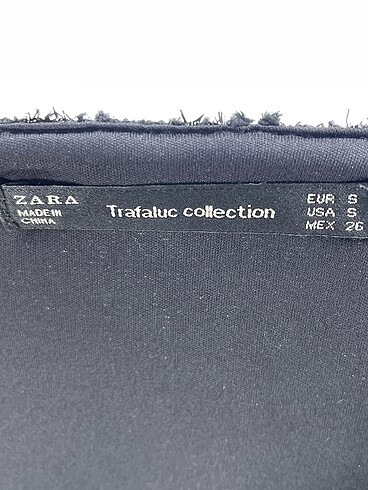 ZARA
MADE IN
CHINA
Trafaluc collection
EUR S
USA S
MEX 26